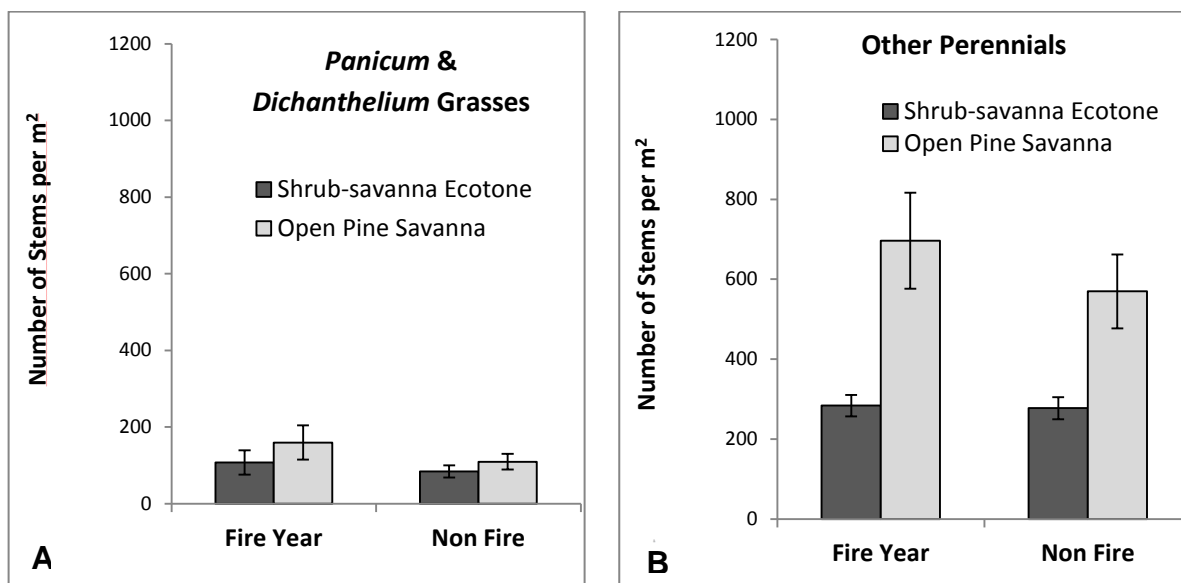 Panicum &
Dichanthelium Grasses
Number of Stems per m²
1200
1000
800
600
400
200
0
Shrub-savanna Ecotone
Open Pine Savanna
Fire Year Non Fire
A
Other Perennials
Number of Stems per m²
1200
1000
800
600
400
200
0
Shrub-savanna Ecotone
Open Pine Savanna
Fire Year Non Fire
B